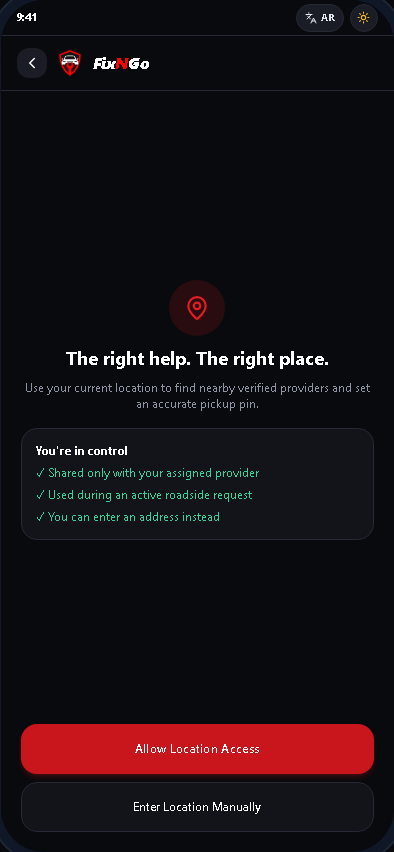 9:41
AR
FixNGo
The right help. The right place.
Use your current location to find nearby verified providers and set
an accurate pickup pin.
You're in control
✓ Shared only with your assigned provider
✓ Used during an active roadside request
✓ You can enter an address instead
Allow Location Access
Enter Location Manually